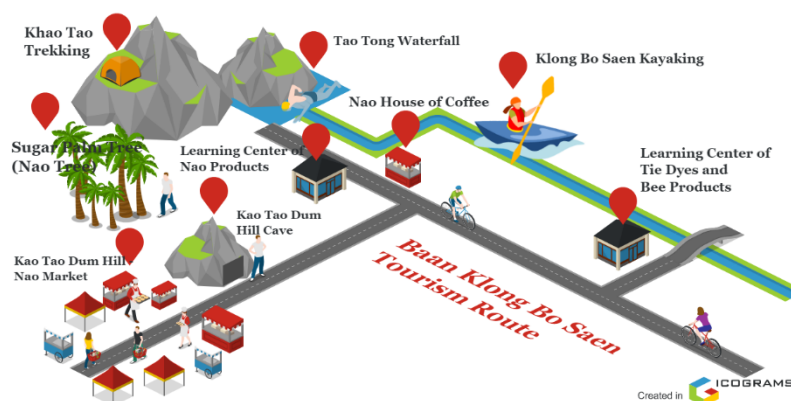 Khao Tao
Trekking
Tao Tong Waterfall
Klong Bo Saen Kayaking
Nao House of Coffee
Sugar Palm Tree
(Nao Tree)
Learning Center of
Nao Products
Learning Center of
Tie Dyes and
Bee Products
Kao Tao Dum
Hill Cave
Kao Tao Dum Hill
Nao Market
Baan Klong Bo Saen
Tourism Route
Created in
ICOGRAMS